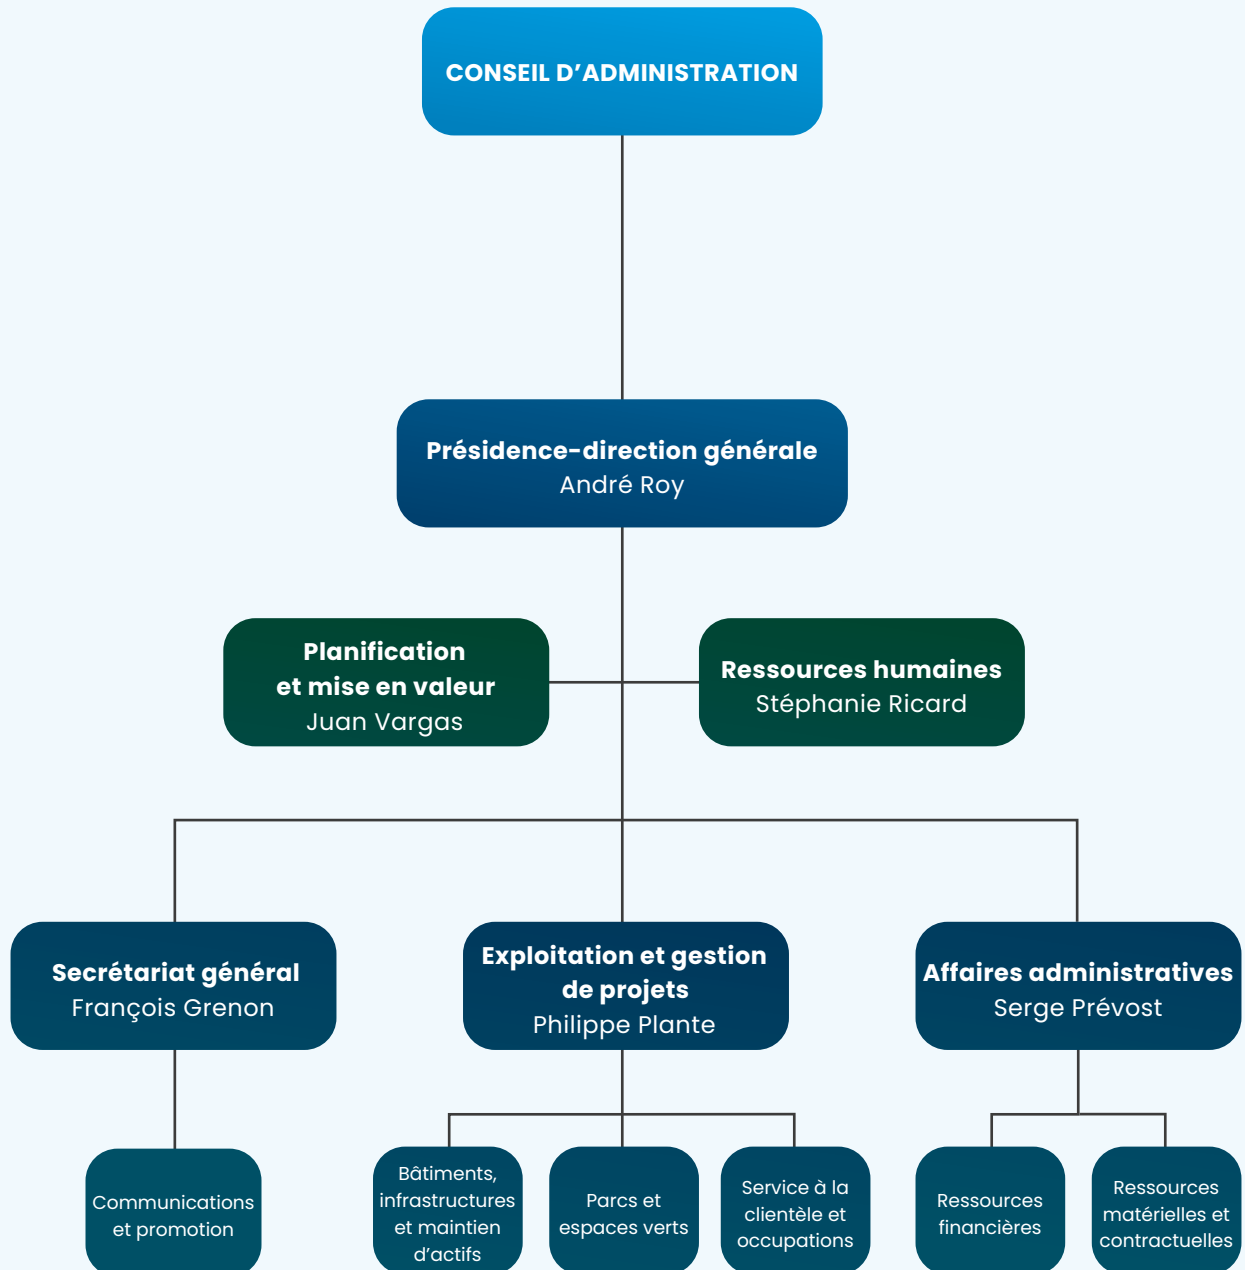 CONSEIL D’ADMINISTRATION
Présidence-direction générale
André Roy
Planification
et mise en valeur
Juan Vargas
Ressources humaines
Stéphanie Ricard
Secrétariat général
François Grenon
Exploitation et gestion
de projets
Philippe Plante
Affaires administratives
Serge Prévost
Communications
et promotion
Bâtiments,
infrastructures
et maintien
d’actifs
Parcs et
espaces verts
Service à la
clientèle et
occupations
Ressources
financières
Ressources
matérielles et
contractuelles